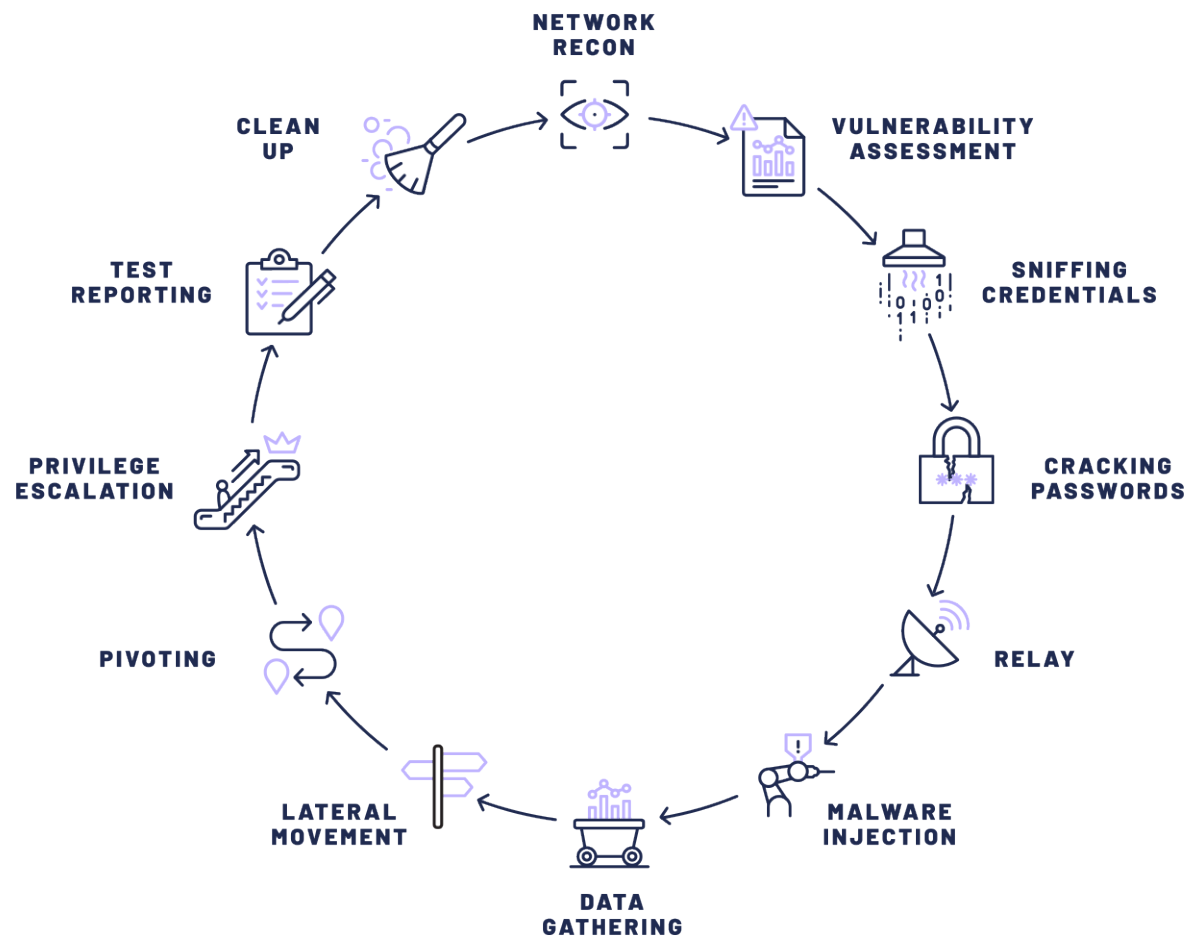 NETWORK
RECON
VULNERABILITY
ASSESSMENT
SNIFFING
CREDENTIALS
CRACKING
PASSWORDS
RELAY
MALWARE
INJECTION
DATA
GATHERING
LATERAL
MOVEMENT
PIVOTING
PRIVILEGE
ESCALATION
TEST
REPORTING
CLEAN
UP